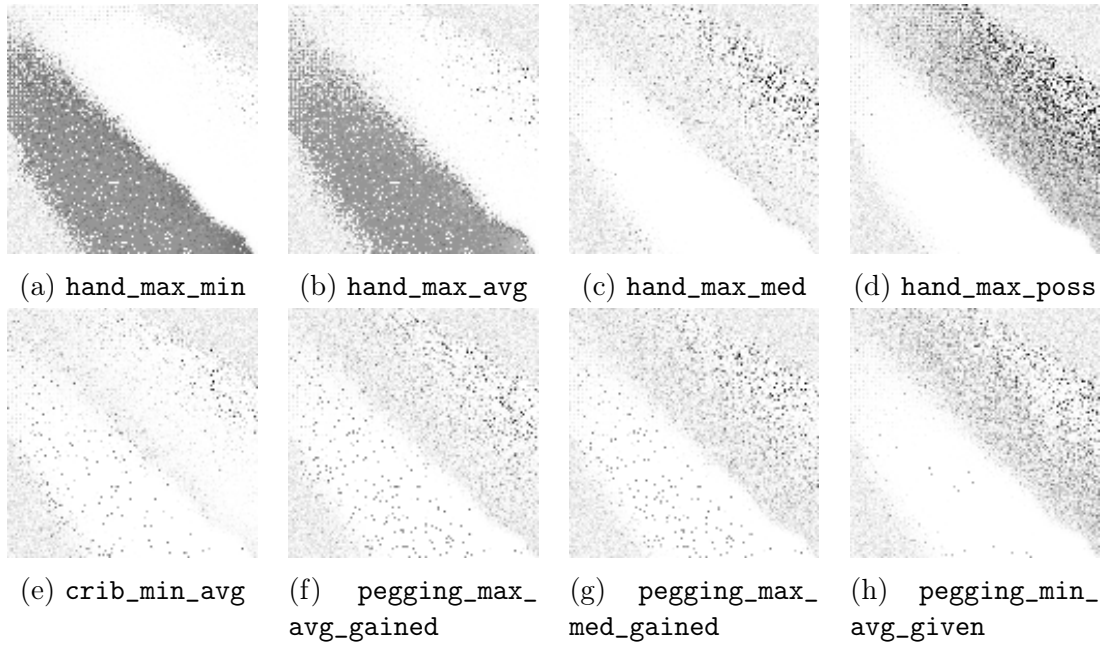 (a) hand_max_min (b) hand_max_avg (c) hand_max_med (d) hand_max_poss
(e) crib_min_avg (f) pegging_max_ (g) pegging_max_ (h) pegging_min_
avg_gained med_gained avg_given